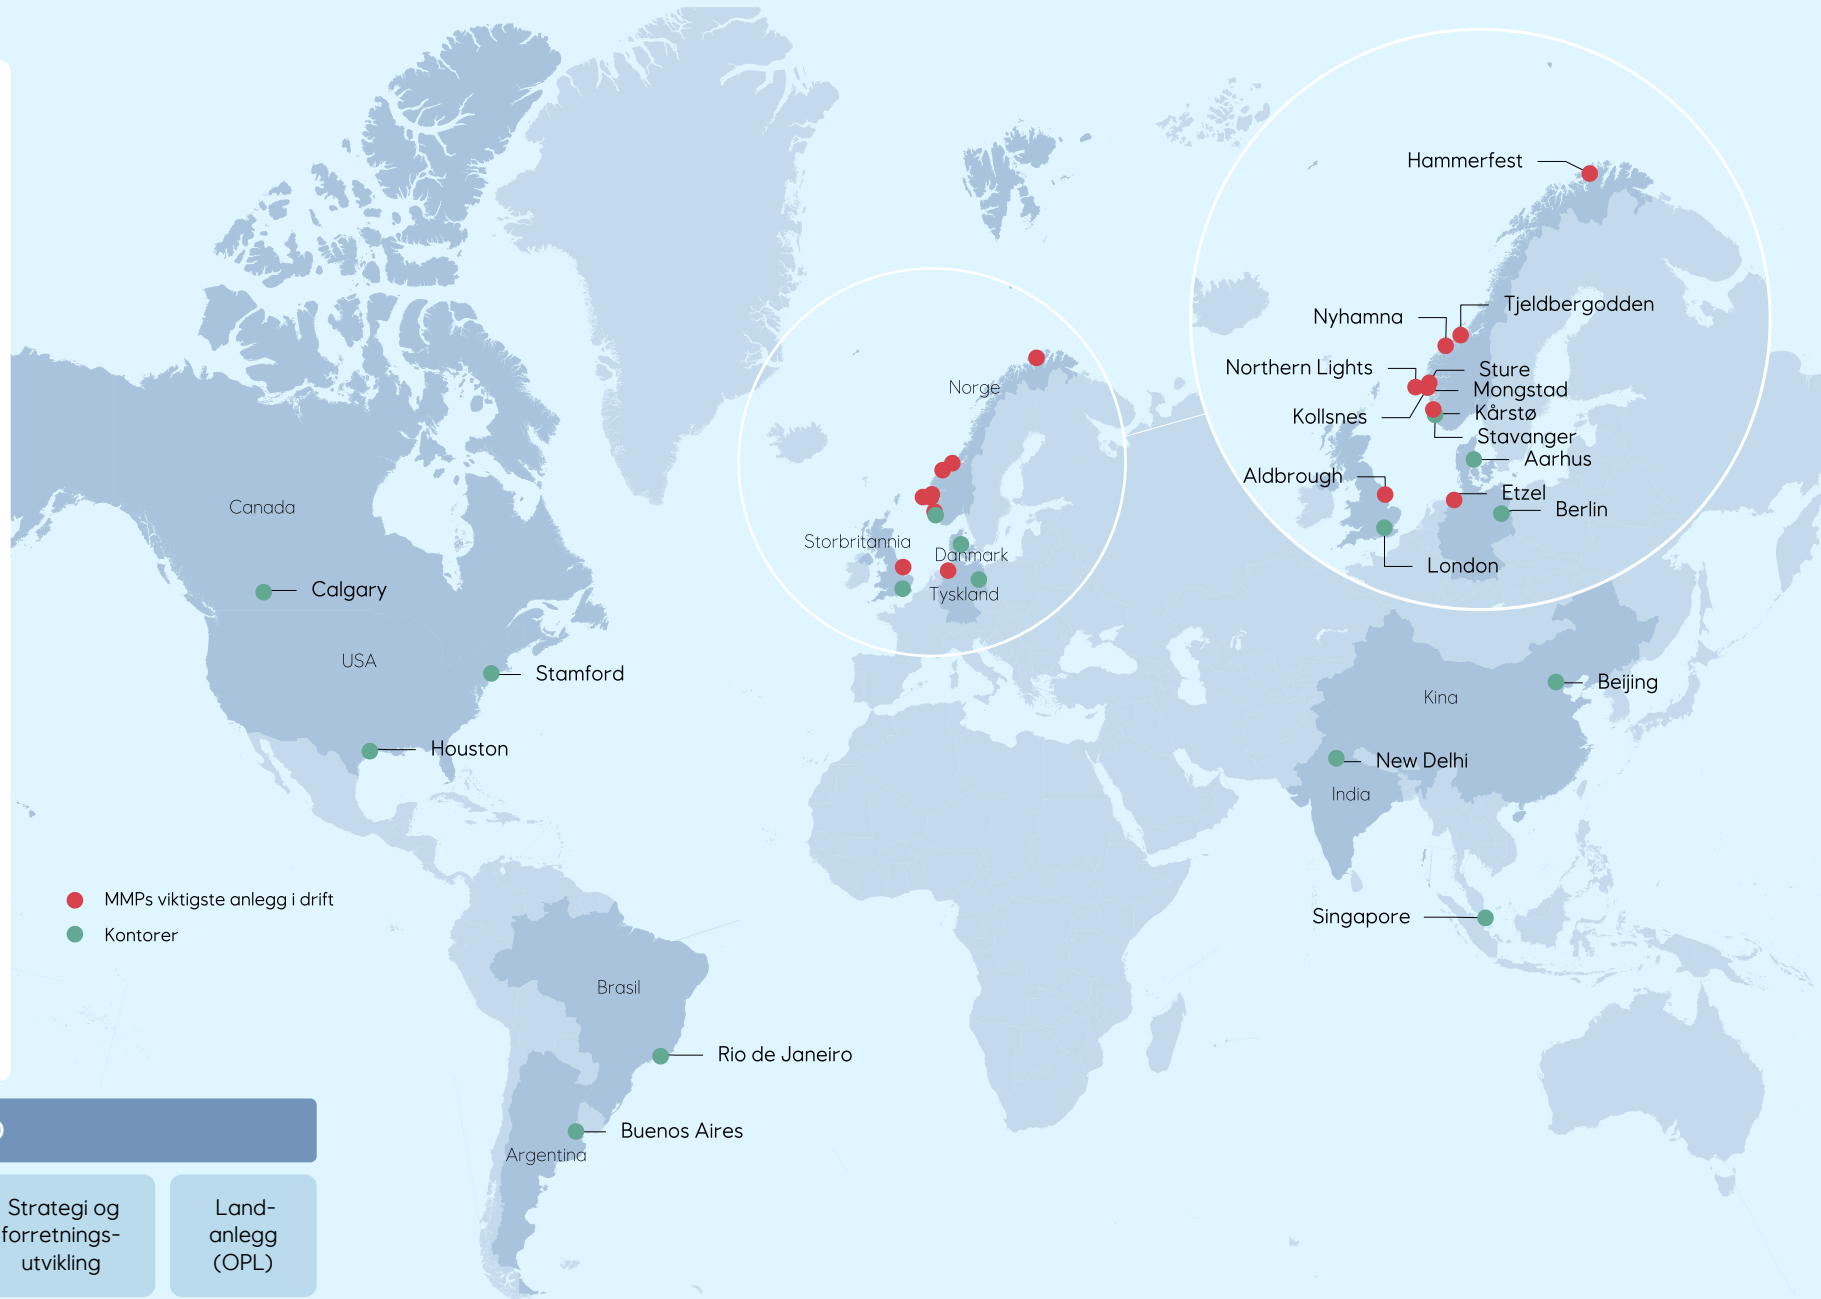 Hammerfest
Tjeldbergodden
Nyhamna
Northern Lights
Sture
Mongstad
Kollsnes
Kårstø
Stavanger
Aarhus
Aldbrough
Etzel
Berlin
London
Norge
Storbritannia
Danmark
Tyskland
Canada
Calgary
USA
Stamford
Houston
Kina
Beijing
New Delhi
India
Singapore
MMPs viktigste anlegg i drift
Kontorer
Brasil
Rio de Janeiro
Buenos Aires
Argentina
Strategi og
forretnings-
utvikling
Land-
anlegg
(OPL)